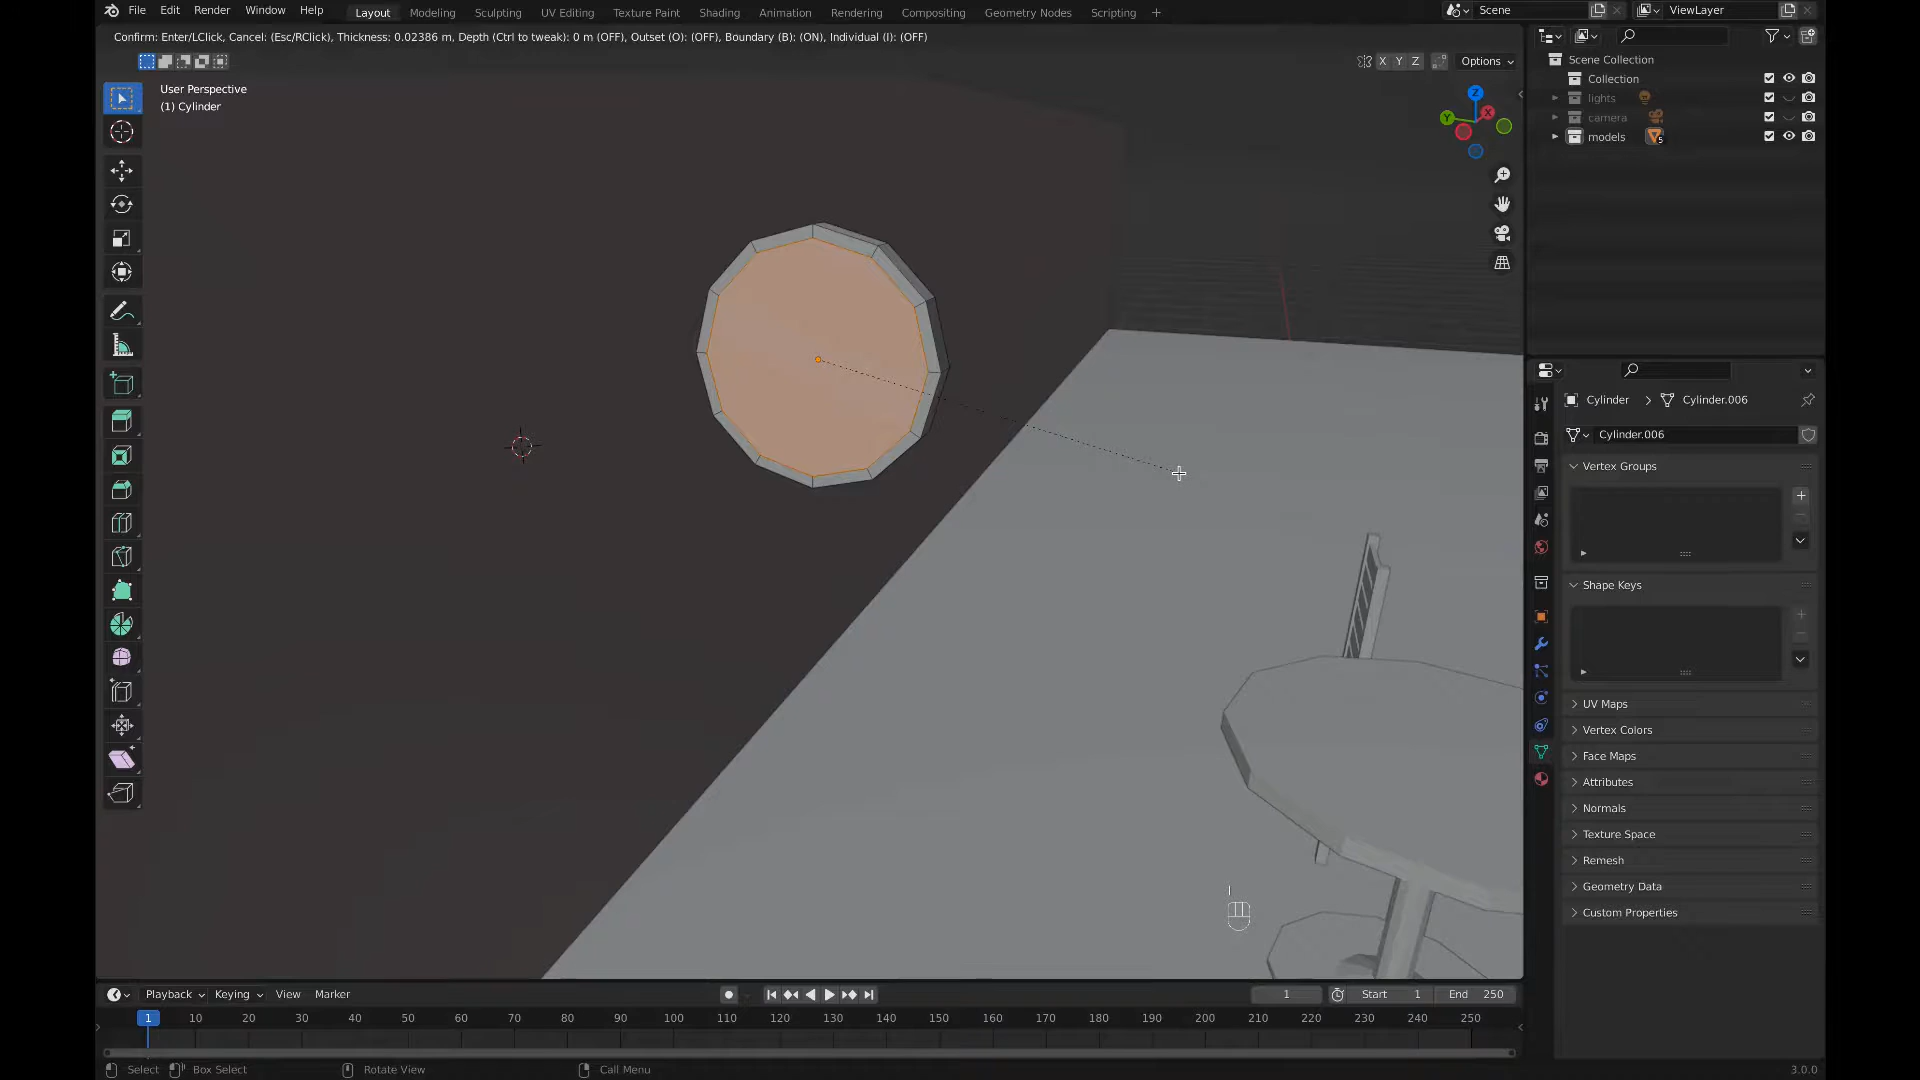 File Edit Render Window Help Layout Modeling Sculpting UV Editing Texture Paint Shading Animation Rendering Compositing Geometry Nodes Scripting + Scene ViewLayer
Confirm: Enter/LClick, Cancel: (Esc/RClick), Thickness: 0.02386 m, Depth (Ctrl to tweak): 0 m (OFF), Outset (O): (OFF), Boundary (B): (ON), Individual (I): (OFF)
X Y Z Options
User Perspective
(1) Cylinder
Z
X
Y
Scene Collection
Collection
lights
camera
models 5
Cylinder > Cylinder.006
Cylinder.006
Vertex Groups
Shape Keys
UV Maps
Vertex Colors
Face Maps
Attributes
Normals
Texture Space
Remesh
Geometry Data
Custom Properties
I
Playback Keying View Marker 1 Start 1 End 250
1 10 20 30 40 50 60 70 80 90 100 110 120 130 140 150 160 170 180 190 200 210 220 230 240 250
Select Box Select Rotate View Call Menu 3.0.0